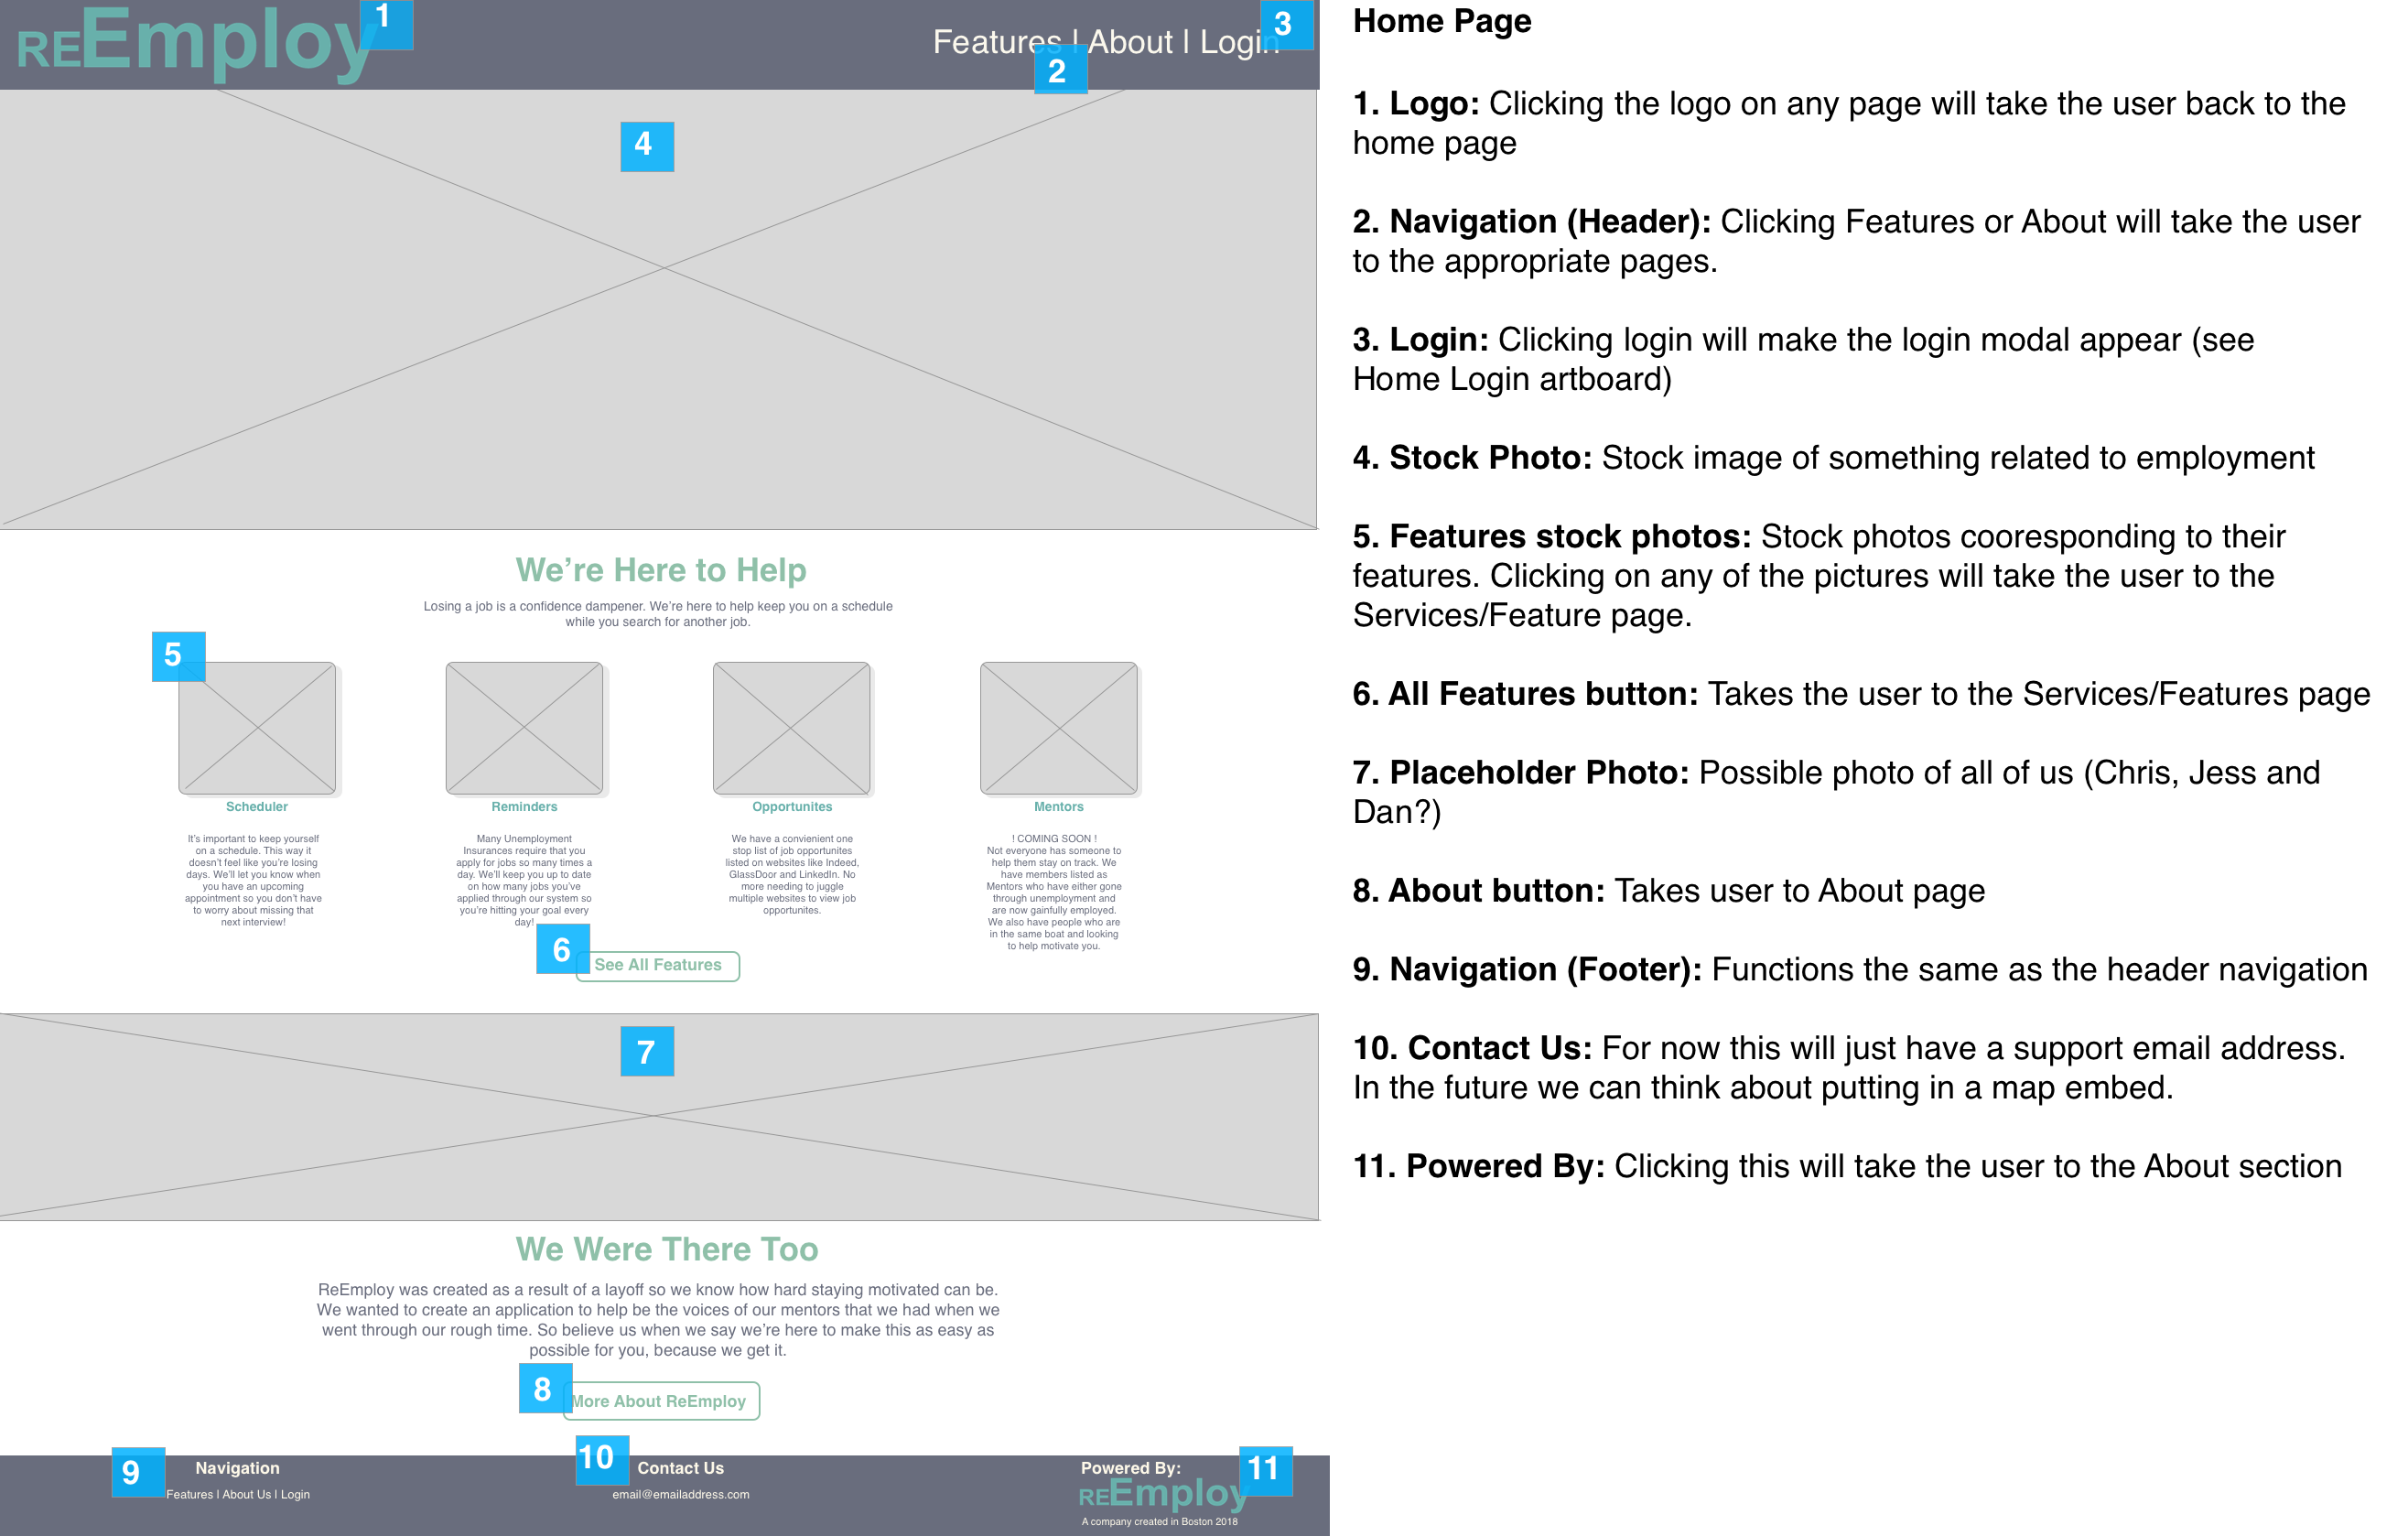 REEmploy
1
Features | About | Login
2
3
4
We're Here to Help
Losing a job is a confidence dampener. We're here to help keep you on a schedule
while you search for another job.
5
Scheduler
It's important to keep yourself
on a schedule. This way it
doesn't feel like you're losing
days. We'll let you know when
you have an upcoming
appointment so you don't have
to worry about missing that
next interview!
Reminders
Many Unemployment
Insurances require that you
apply for jobs so many times a
day. We'll keep you up to date
on how many jobs you've
applied through our system so
you're hitting your goal every
day!
Opportunites
We have a convienient one
stop list of job opportunites
listed on websites like Indeed,
GlassDoor and LinkedIn. No
more needing to juggle
multiple websites to view job
opportunites.
Mentors
! COMING SOON !
Not everyone has someone to
help them stay on track. We
have members listed as
Mentors who have either gone
through unemployment and
are now gainfully employed.
We also have people who are
in the same boat and looking
to help motivate you.
6
See All Features
7
We Were There Too
ReEmploy was created as a result of a layoff so we know how hard staying motivated can be.
We wanted to create an application to help be the voices of our mentors that we had when we
went through our rough time. So believe us when we say we're here to make this as easy as
possible for you, because we get it.
8
More About ReEmploy
9
Navigation
Features | About Us | Login
10
Contact Us
email@emailaddress.com
11
Powered By:
REEmploy
A company created in Boston 2018
Home Page
1. Logo: Clicking the logo on any page will take the user back to the
home page
2. Navigation (Header): Clicking Features or About will take the user
to the appropriate pages.
3. Login: Clicking login will make the login modal appear (see
Home Login artboard)
4. Stock Photo: Stock image of something related to employment
5. Features stock photos: Stock photos cooresponding to their
features. Clicking on any of the pictures will take the user to the
Services/Feature page.
6. All Features button: Takes the user to the Services/Features page
7. Placeholder Photo: Possible photo of all of us (Chris, Jess and
Dan?)
8. About button: Takes user to About page
9. Navigation (Footer): Functions the same as the header navigation
10. Contact Us: For now this will just have a support email address.
In the future we can think about putting in a map embed.
11. Powered By: Clicking this will take the user to the About section